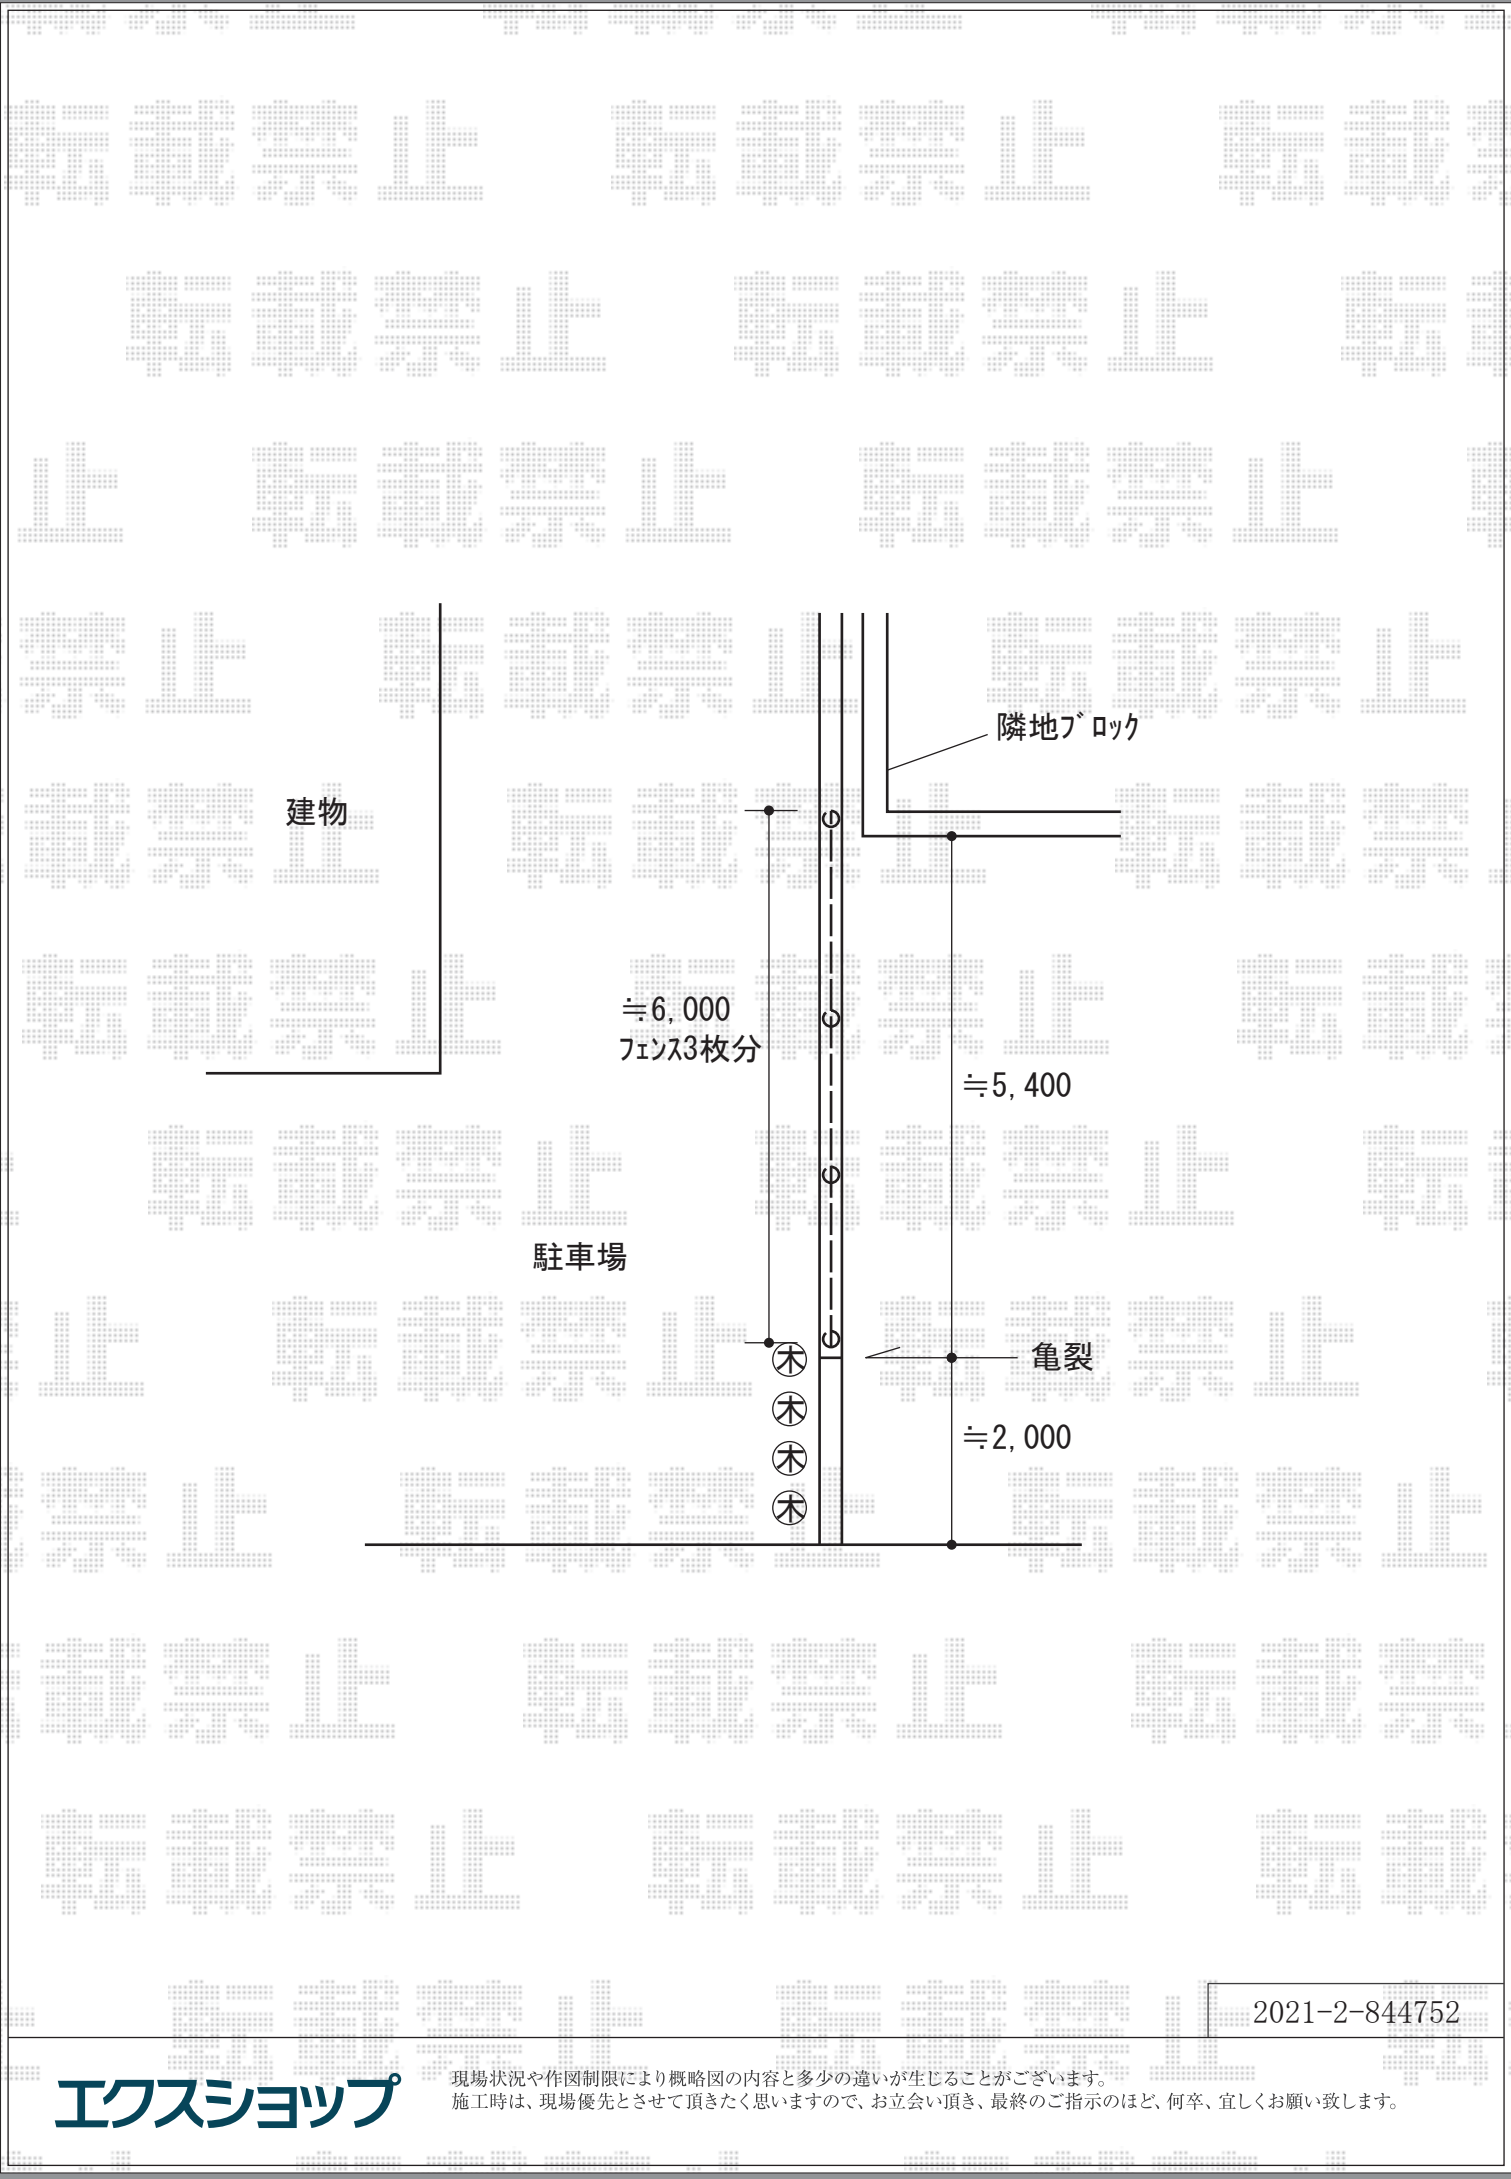 転載禁止
隣地ﾌﾞﾛｯｸ
建物
≒6,000
ﾌｪﾝｽ3枚分
≒5,400
駐車場
亀裂
木
木
木
木
≒2,000
2021-2-844752
エクスショップ
現場状況や作図制限により概略図の内容と多少の違いが生じることがございます。
施工時は、現場優先とさせて頂きたく思いますので、お立会い頂き、最終のご指示のほど、何卒、宜しくお願い致します。